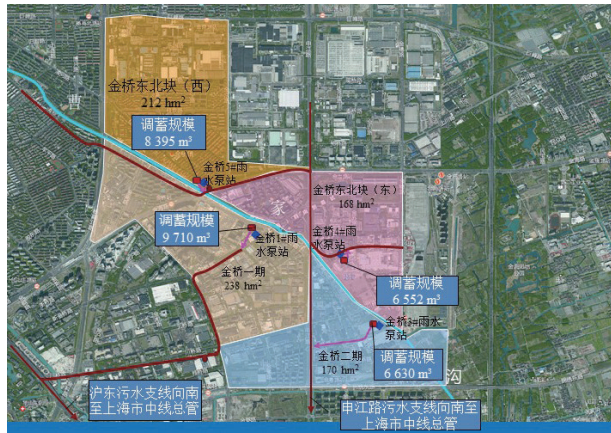 金桥东北块（西）
212 hm²
曹
调蓄规模
8 395 m³
金桥5#雨
水泵站
金桥东北块（东）
168 hm²
家
调蓄规模
9 710 m³
金桥1#雨
水泵站
金桥4#雨
水泵站
金桥一期
238 hm²
调蓄规模
6 552 m³
金桥3#雨水
泵站
金桥二期
170 hm²
调蓄规模
6 630 m³
沟
沪东污水支线向南
至上海市中线总管
申江路污水支线向南至
上海市中线总管